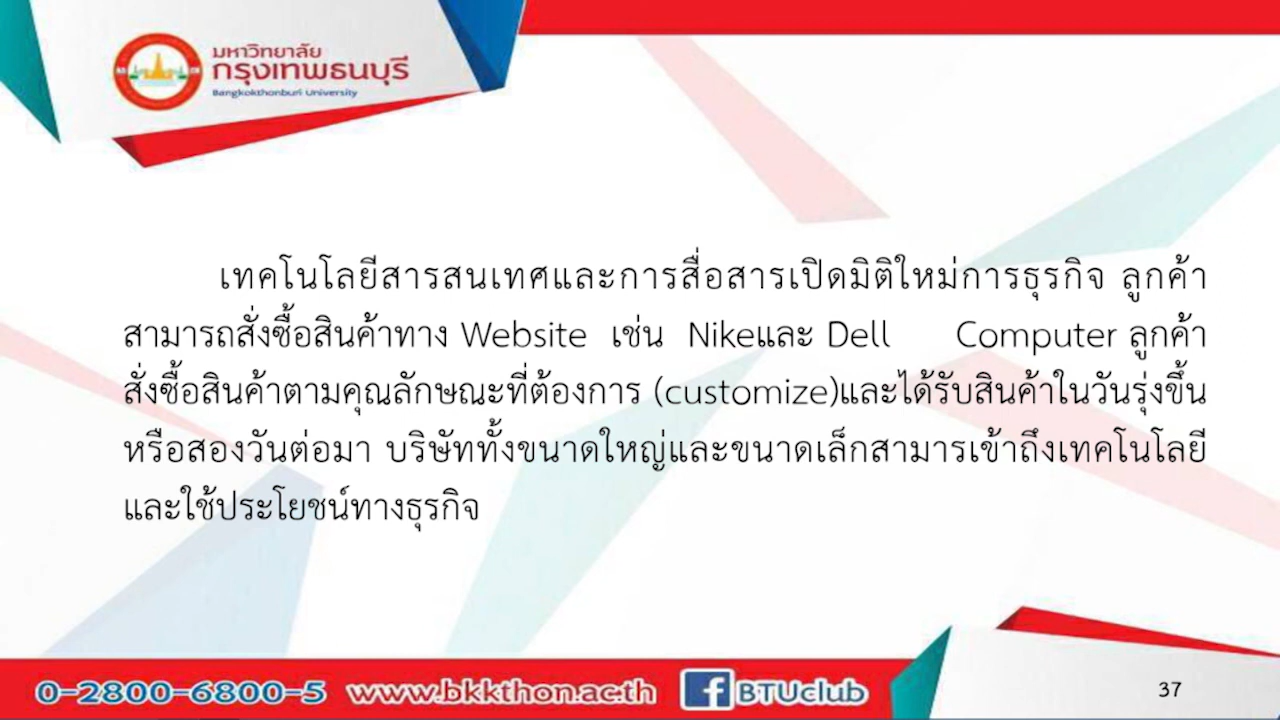 มหาวิทยาลัย
กรุงเทพธนบุรี
Bangkokthonburi University
เทคโนโลยีสารสนเทศและการสื่อสารเปิดมิติใหม่การธุรกิจ ลูกค้า
สามารถสั่งซื้อสินค้าทาง Website เช่น Nikeและ Dell Computer ลูกค้า
สั่งซื้อสินค้าตามคุณลักษณะที่ต้องการ (customize)และได้รับสินค้าในวันรุ่งขึ้น
หรือสองวันต่อมา บริษัททั้งขนาดใหญ่และขนาดเล็กสามารเข้าถึงเทคโนโลยี
และใช้ประโยชน์ทางธุรกิจ
0-2800-6800-5 www.bkkthon.ac.th f BTUclub
37